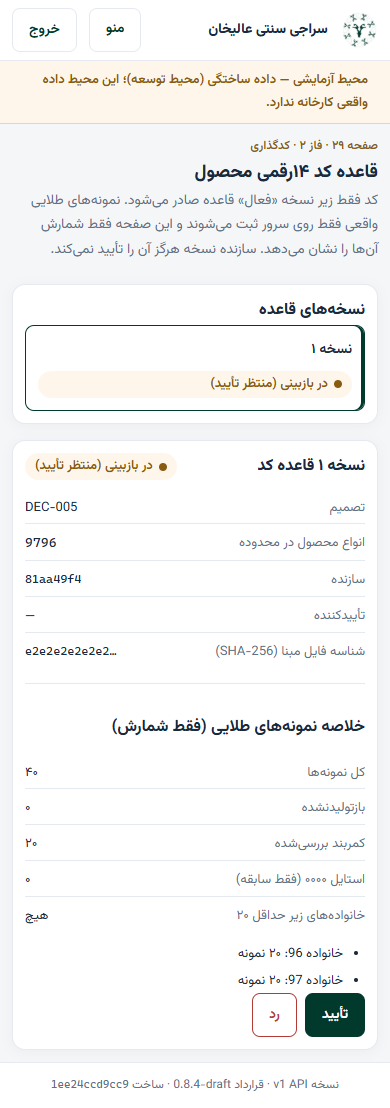 سراجی سنتی عالیخان
منو
خروج
محیط آزمایشی — داده ساختگی (محیط توسعه)؛ این محیط داده
واقعی کارخانه ندارد.
صفحه ۲۹ · فاز ۲ · کدگذاری
قاعده کد ۱۴رقمی محصول
کد فقط زیر نسخه «فعال» قاعده صادر می‌شود. نمونه‌های طلایی
واقعی فقط روی سرور ثبت می‌شوند و این صفحه فقط شمارش
آن‌ها را نشان می‌دهد. سازنده نسخه هرگز آن را تأیید نمی‌کند.
نسخه‌های قاعده
نسخه ۱
در بازبینی (منتظر تأیید)
نسخه ۱ قاعده کد
در بازبینی (منتظر تأیید)
تصمیم DEC-005
انواع محصول در محدوده 9796
سازنده 81aa49f4
تأییدکننده —
شناسه فایل مبنا (SHA-256) e2e2e2e2e2e2…
خلاصه نمونه‌های طلایی (فقط شمارش)
کل نمونه‌ها ۴۰
بازتولیدنشده ۰
کمربند بررسی‌شده ۲۰
استایل ۰۰۰۰ (فقط سابقه) ۰
خانواده‌های زیر حداقل ۲۰ هیچ
• خانواده 96: ۲۰ نمونه
• خانواده 97: ۲۰ نمونه
تأیید
رد
نسخه v1 API · قرارداد 0.8.4-draft · ساخت 1ee24ccd9cc9